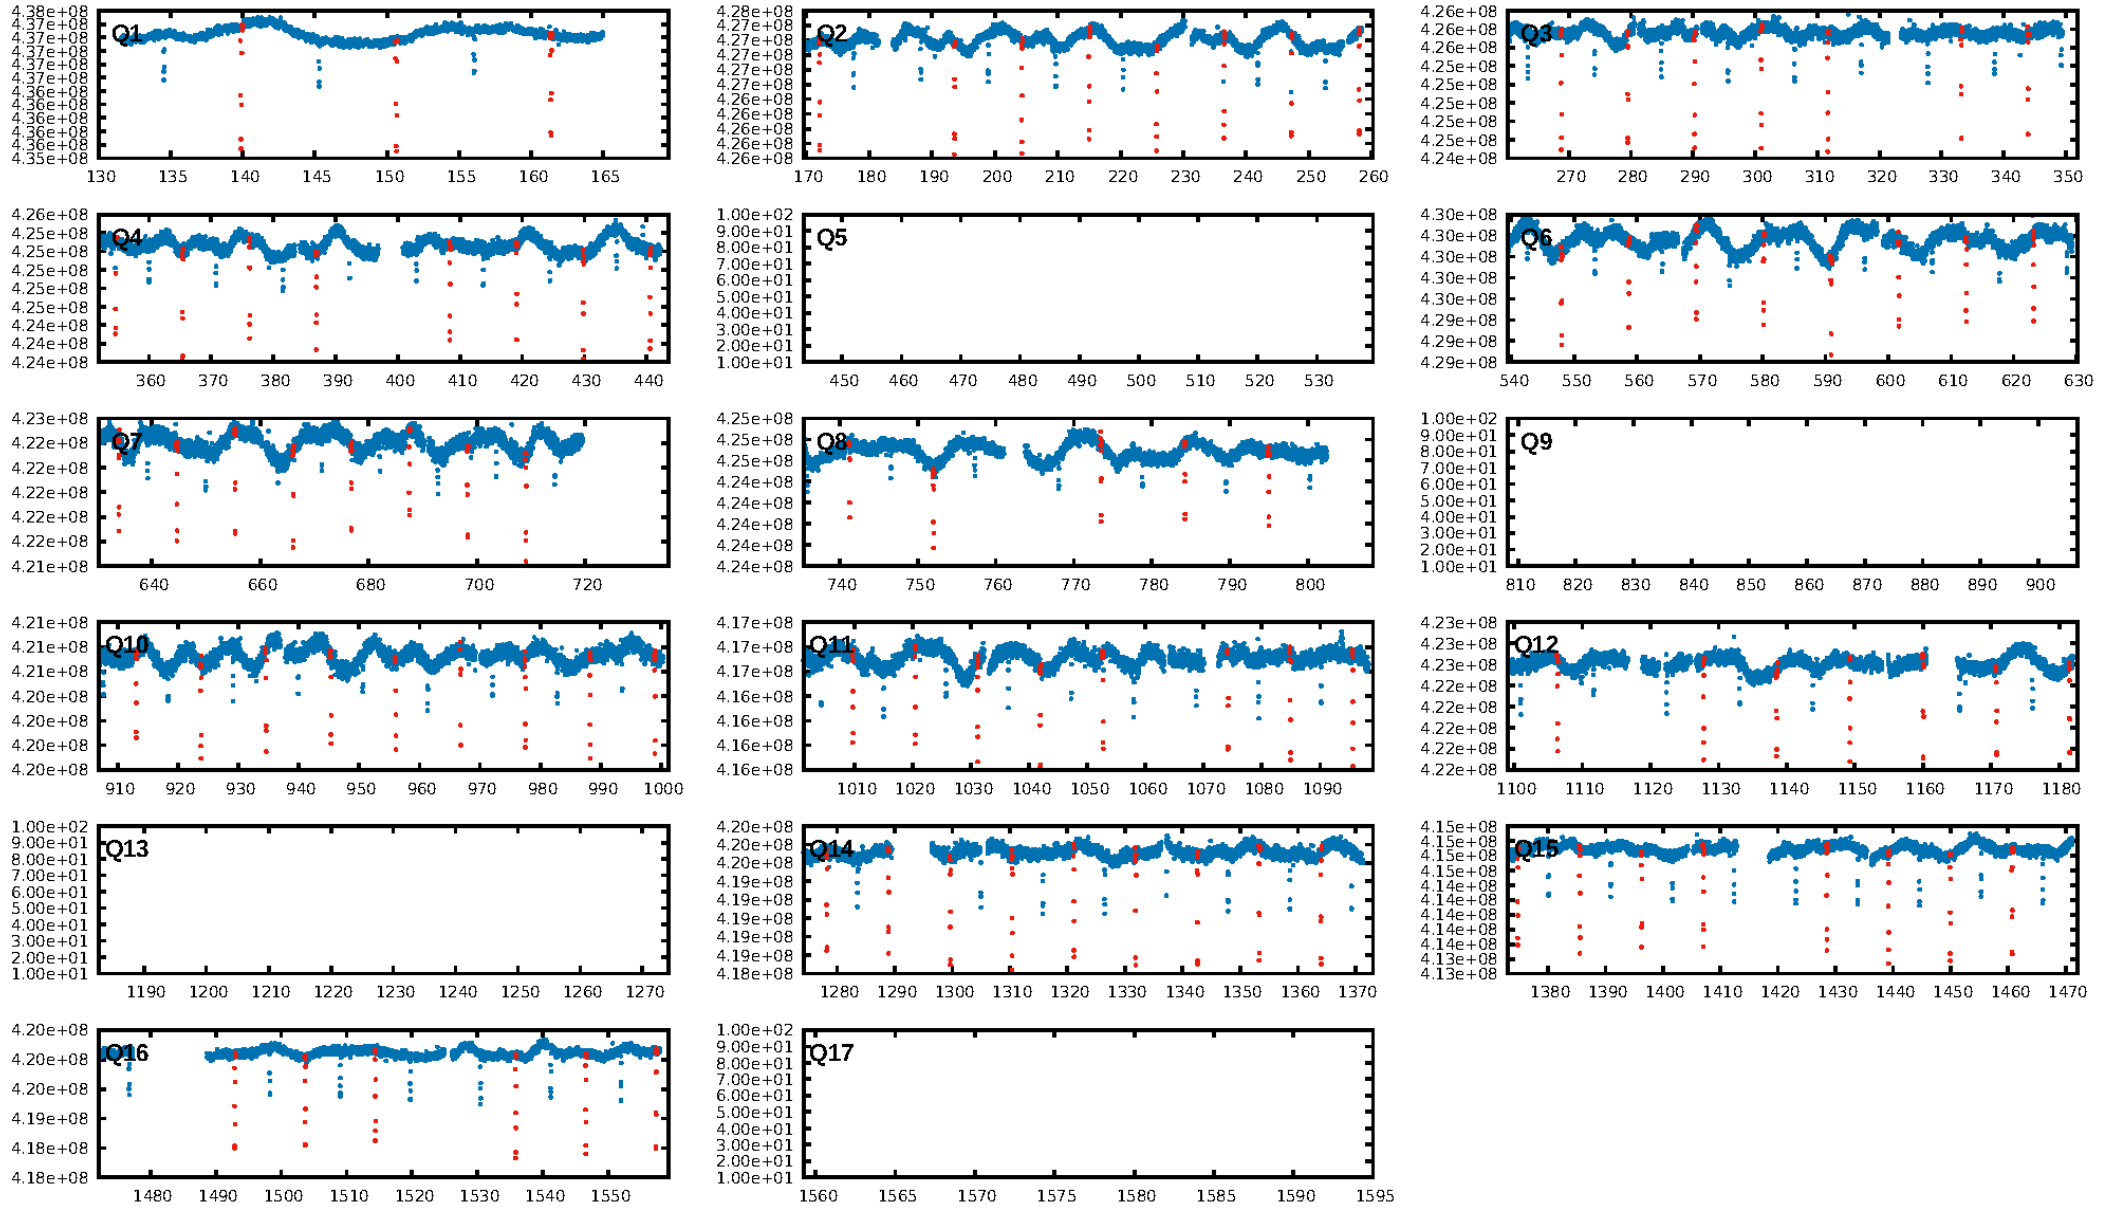 4.38e+08
4.37e+08
4.37e+08
4.37e+08
4.37e+08
4.37e+08
4.36e+08
4.36e+08
4.36e+08
4.36e+08
4.36e+08
4.35e+08
Q1
130 135 140 145 150 155 160 165
4.28e+08
4.27e+08
4.27e+08
4.27e+08
4.27e+08
4.27e+08
4.26e+08
4.26e+08
4.26e+08
4.26e+08
4.26e+08
Q2
170 180 190 200 210 220 230 240 250 260
4.26e+08
4.26e+08
4.26e+08
4.25e+08
4.25e+08
4.25e+08
4.25e+08
4.25e+08
4.24e+08
Q3
270 280 290 300 310 320 330 340 350
4.26e+08
4.25e+08
4.25e+08
4.25e+08
4.25e+08
4.25e+08
4.24e+08
4.24e+08
4.24e+08
Q4
360 370 380 390 400 410 420 430 440
1.00e+02
9.00e+01
8.00e+01
7.00e+01
6.00e+01
5.00e+01
4.00e+01
3.00e+01
2.00e+01
1.00e+01
Q5
450 460 470 480 490 500 510 520 530
4.30e+08
4.30e+08
4.30e+08
4.30e+08
4.30e+08
4.29e+08
4.29e+08
4.29e+08
Q6
540 550 560 570 580 590 600 610 620 630
4.23e+08
4.22e+08
4.22e+08
4.22e+08
4.22e+08
4.22e+08
4.21e+08
Q7
640 660 680 700 720
4.25e+08
4.25e+08
4.25e+08
4.24e+08
4.24e+08
4.24e+08
4.24e+08
4.24e+08
Q8
740 750 760 770 780 790 800
1.00e+02
9.00e+01
8.00e+01
7.00e+01
6.00e+01
5.00e+01
4.00e+01
3.00e+01
2.00e+01
1.00e+01
Q9
810 820 830 840 850 860 870 880 890 900
4.21e+08
4.21e+08
4.21e+08
4.20e+08
4.20e+08
4.20e+08
4.20e+08
Q10
910 920 930 940 950 960 970 980 990 1000
4.17e+08
4.17e+08
4.17e+08
4.16e+08
4.16e+08
4.16e+08
4.16e+08
Q11
1010 1020 1030 1040 1050 1060 1070 1080 1090
4.23e+08
4.23e+08
4.23e+08
4.22e+08
4.22e+08
4.22e+08
4.22e+08
4.22e+08
Q12
1100 1110 1120 1130 1140 1150 1160 1170 1180
1.00e+02
9.00e+01
8.00e+01
7.00e+01
6.00e+01
5.00e+01
4.00e+01
3.00e+01
2.00e+01
1.00e+01
Q13
1190 1200 1210 1220 1230 1240 1250 1260 1270
4.20e+08
4.20e+08
4.20e+08
4.19e+08
4.19e+08
4.19e+08
4.19e+08
4.19e+08
4.18e+08
Q14
1280 1290 1300 1310 1320 1330 1340 1350 1360 1370
4.15e+08
4.15e+08
4.15e+08
4.14e+08
4.14e+08
4.14e+08
4.14e+08
4.14e+08
4.14e+08
4.13e+08
4.13e+08
Q15
1380 1390 1400 1410 1420 1430 1440 1450 1460 1470
4.20e+08
4.20e+08
4.20e+08
4.19e+08
4.18e+08
4.18e+08
Q16
1480 1490 1500 1510 1520 1530 1540 1550
1.00e+02
9.00e+01
8.00e+01
7.00e+01
6.00e+01
5.00e+01
4.00e+01
3.00e+01
2.00e+01
1.00e+01
Q17
1560 1565 1570 1575 1580 1585 1590 1595